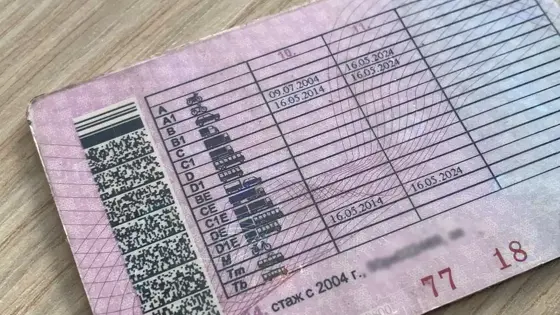 10. 11.
A
A1
B 09.07.2004 16.05.2024
B1 16.05.2014 16.05.2024
C
C1
D
D1
BE
CE
C1E
DE
D1E
M 16.05.2014 16.05.2024
Tm
Tb
14. стаж с 2004 г.,
77 18